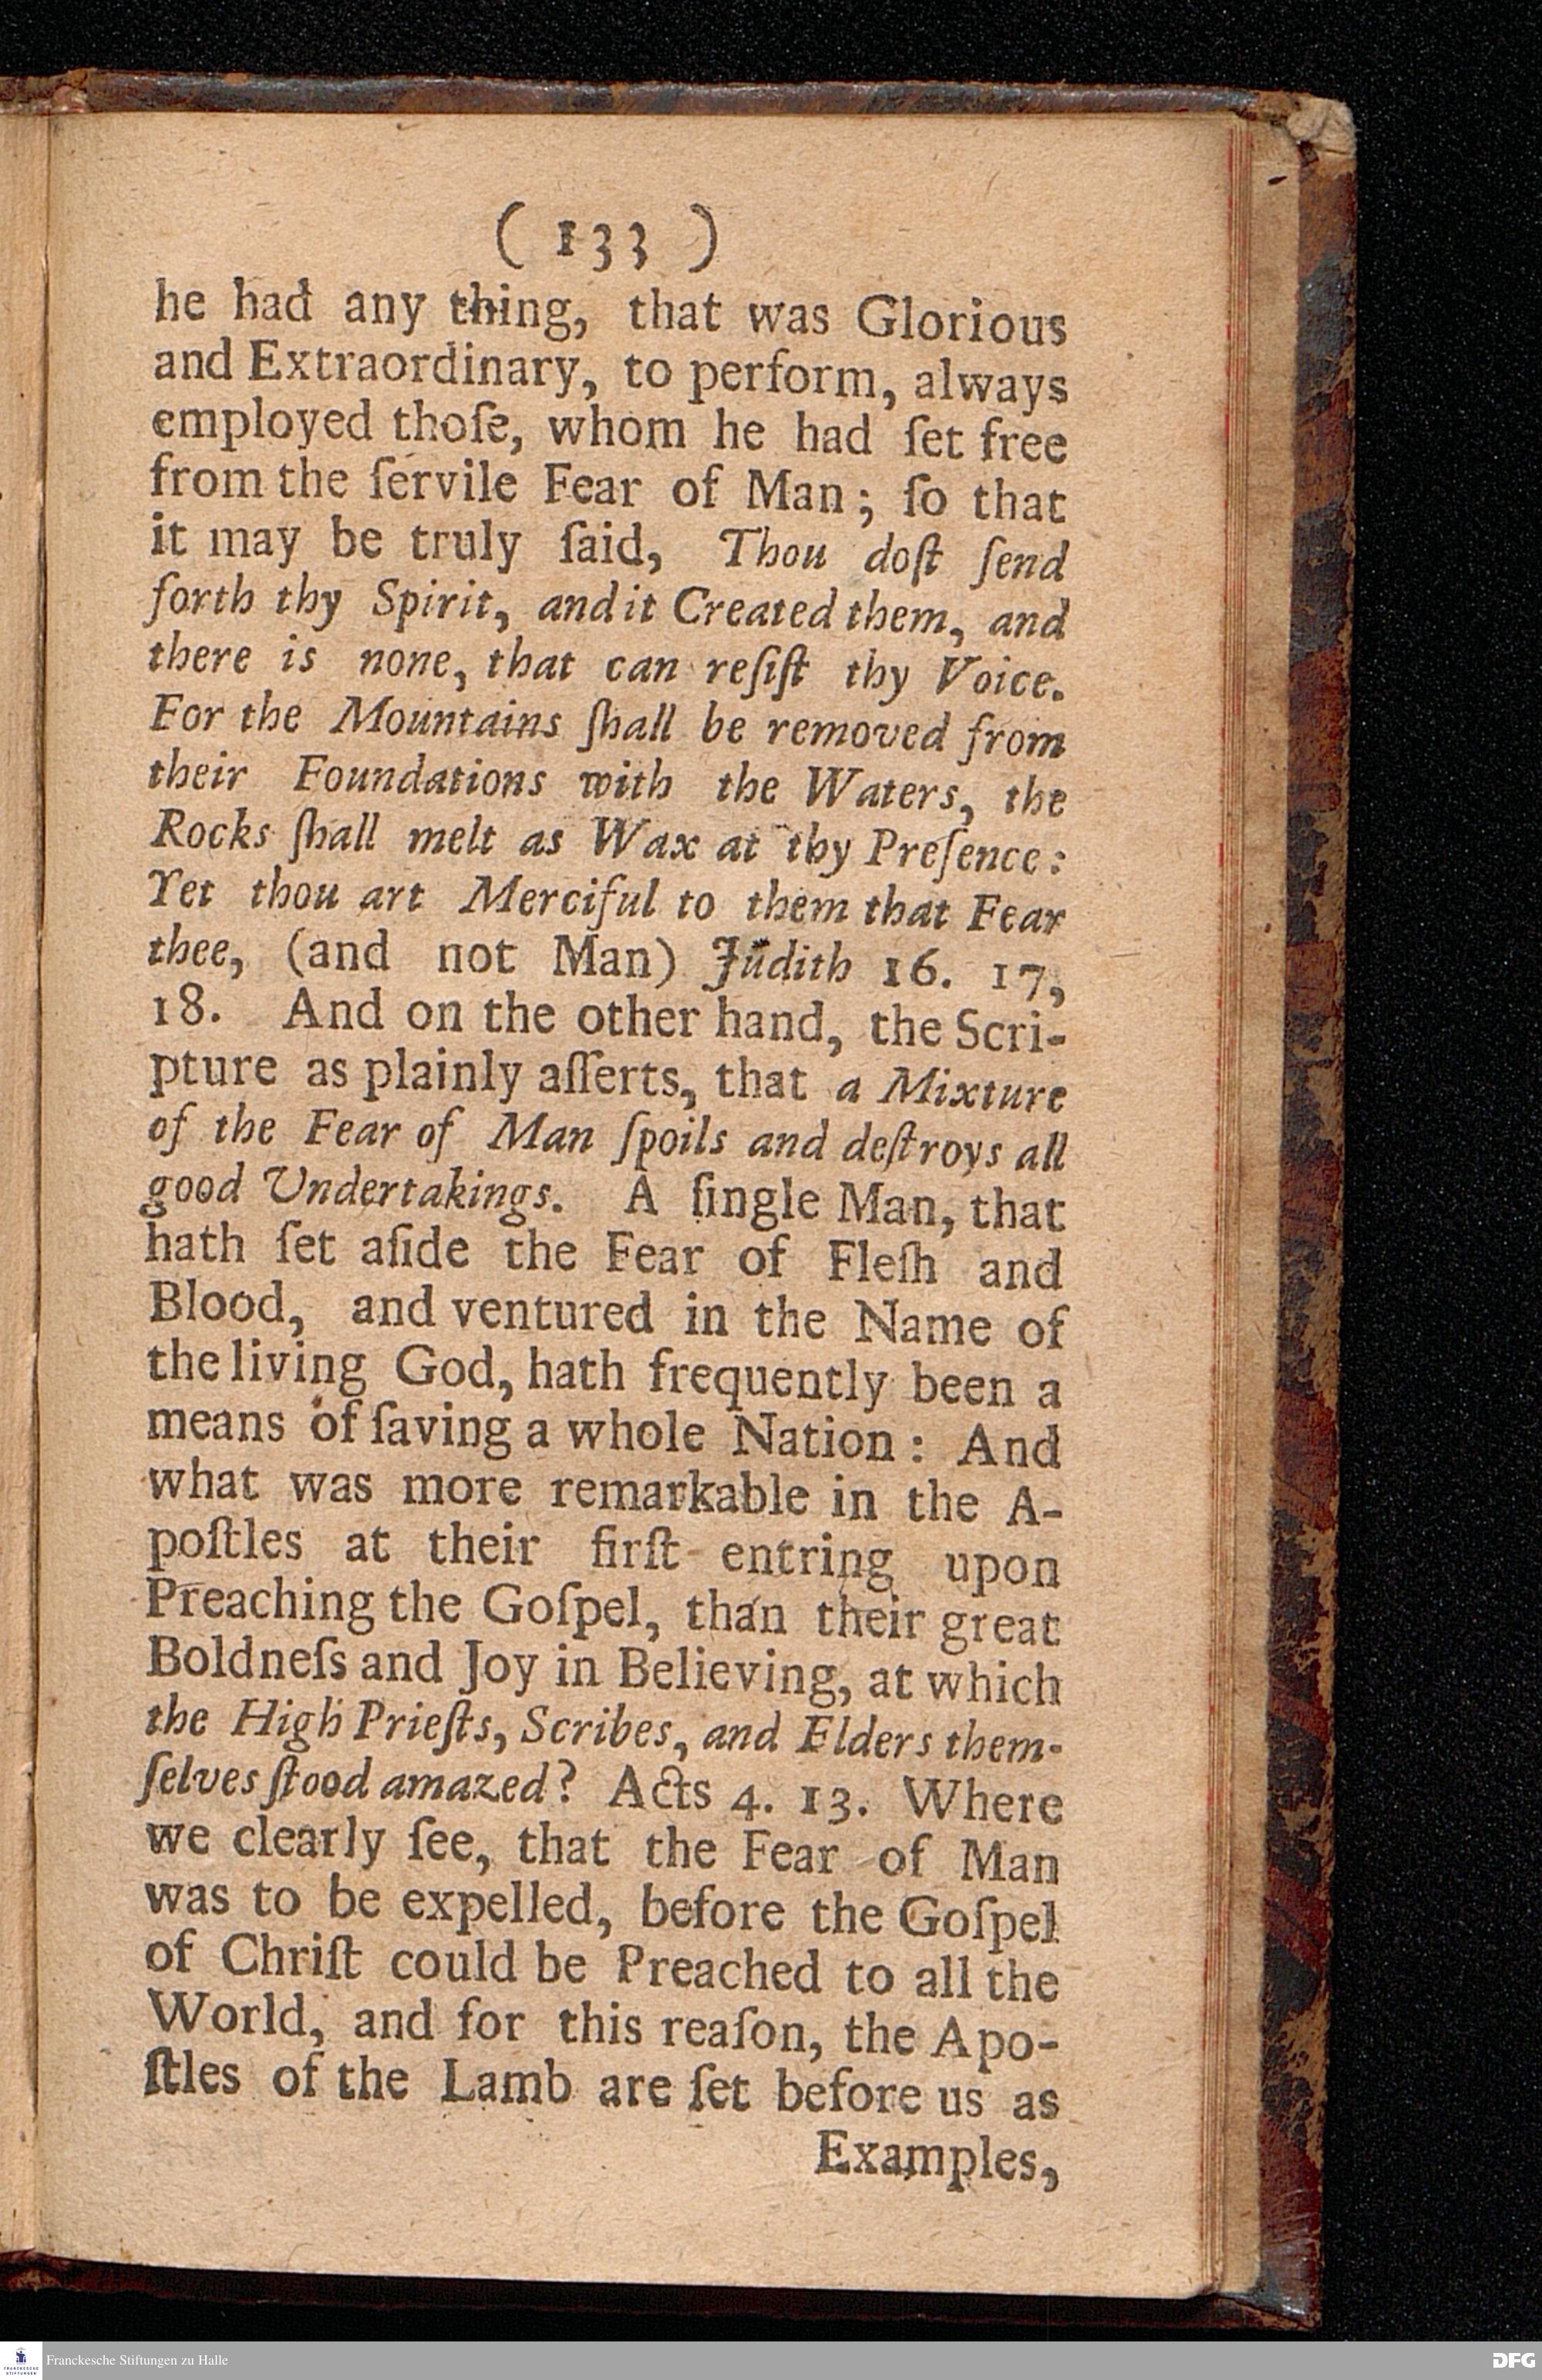 ( 133 )
he had any thing, that was Glorious
and Extraordinary, to perform, always
employed thoſe, whom he had ſet free
from the ſervile Fear of Man; ſo that
it may be truly ſaid, Thou doſt ſend
forth thy Spirit, and it Created them, and
there is none, that can reſiſt thy Voice.
For the Mountains ſhall be removed from
their Foundations with the Waters, the
Rocks ſhall melt as Wax at thy Preſence:
Yet thou art Merciful to them that Fear
thee, (and not Man) Judith 16. 17,
18. And on the other hand, the Scri-
pture as plainly aſſerts, that a Mixture
of the Fear of Man ſpoils and deſtroys all
good Undertakings. A ſingle Man, that
hath ſet aſide the Fear of Fleſh and
Blood, and ventured in the Name of
the living God, hath frequently been a
means of ſaving a whole Nation: And
what was more remarkable in the A-
poſtles at their firſt entring upon
Preaching the Goſpel, than their great
Boldneſs and Joy in Believing, at which
the High Prieſts, Scribes, and Elders them-
ſelves ſtood amazed? Acts 4. 13. Where
we clearly ſee, that the Fear of Man
was to be expelled, before the Goſpel
of Chriſt could be Preached to all the
World, and for this reaſon, the Apo-
ſtles of the Lamb are ſet before us as
Examples,
FRANCKESCHE STIFTUNGEN
Franckesche Stiftungen zu Halle
DFG